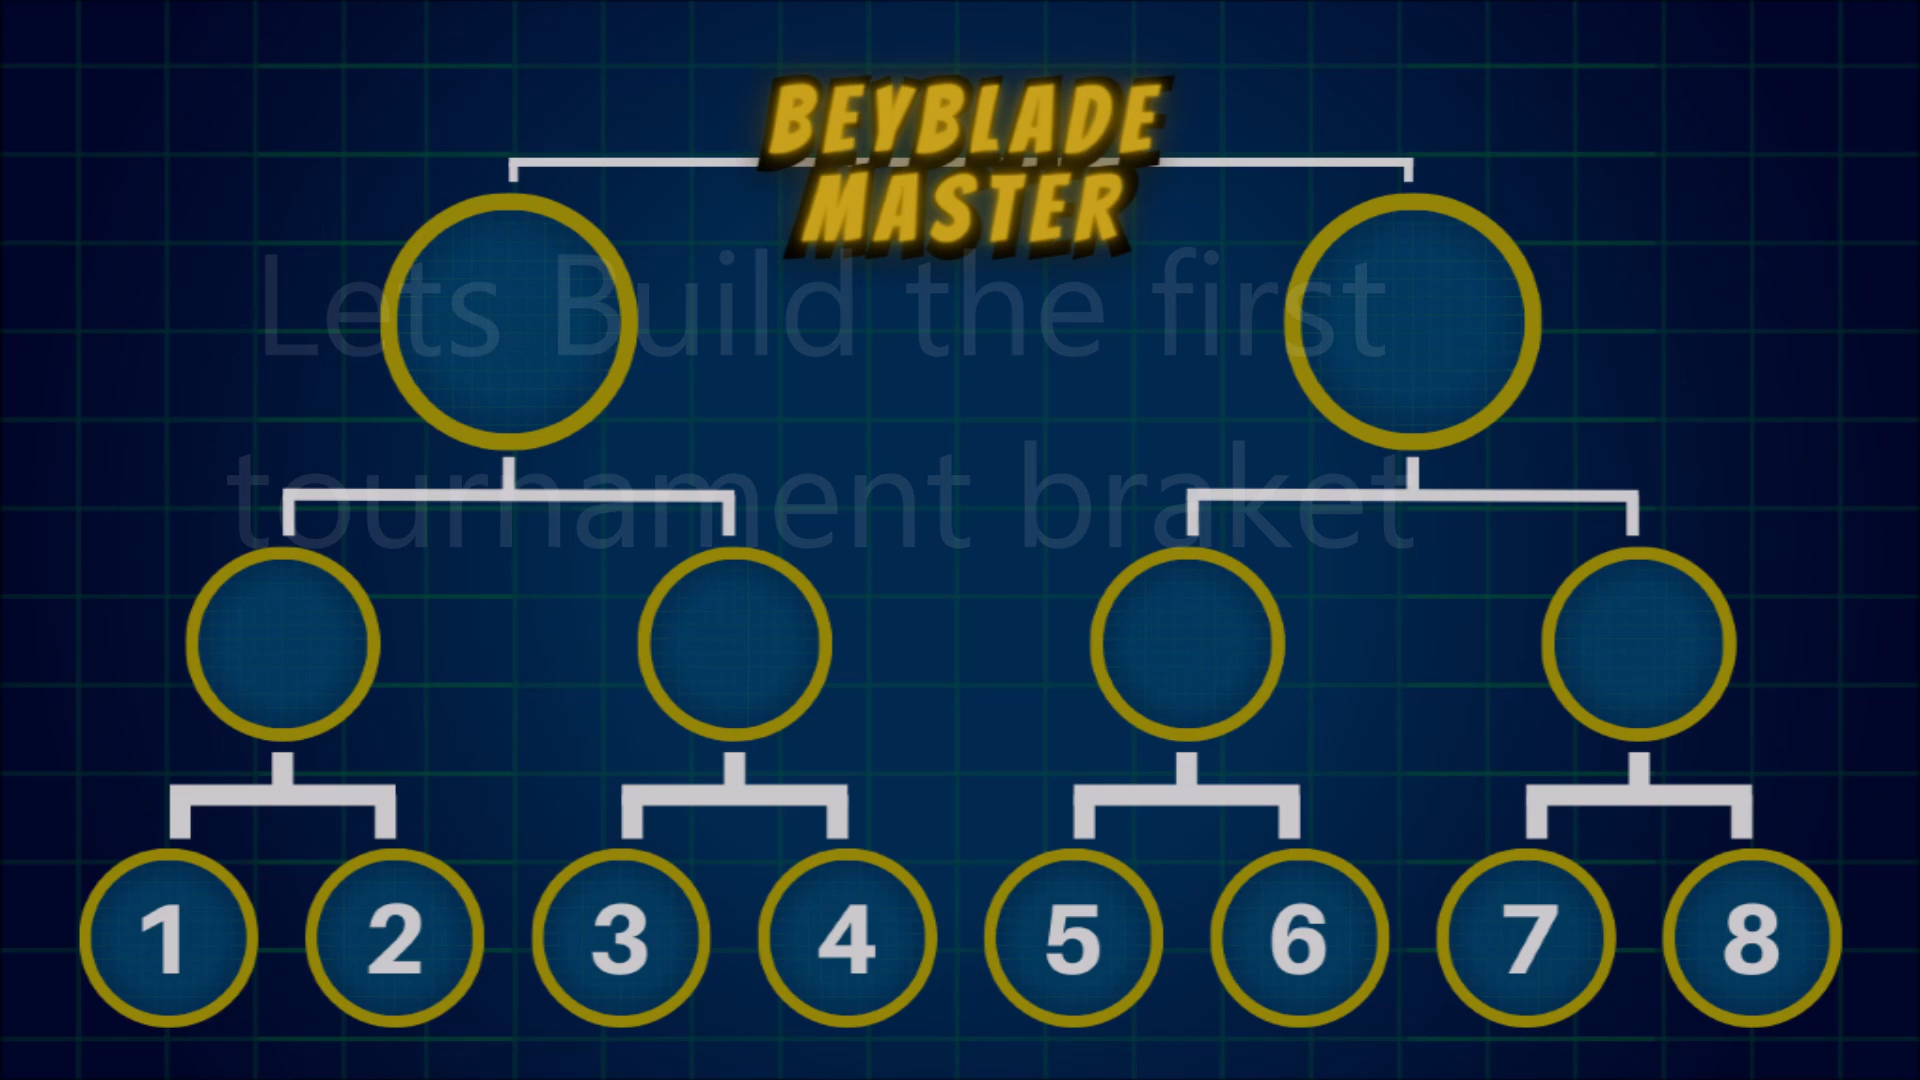 BEYBLADE
MASTER
Lets Build the first
tournament braket
1 2 3 4 5 6 7 8